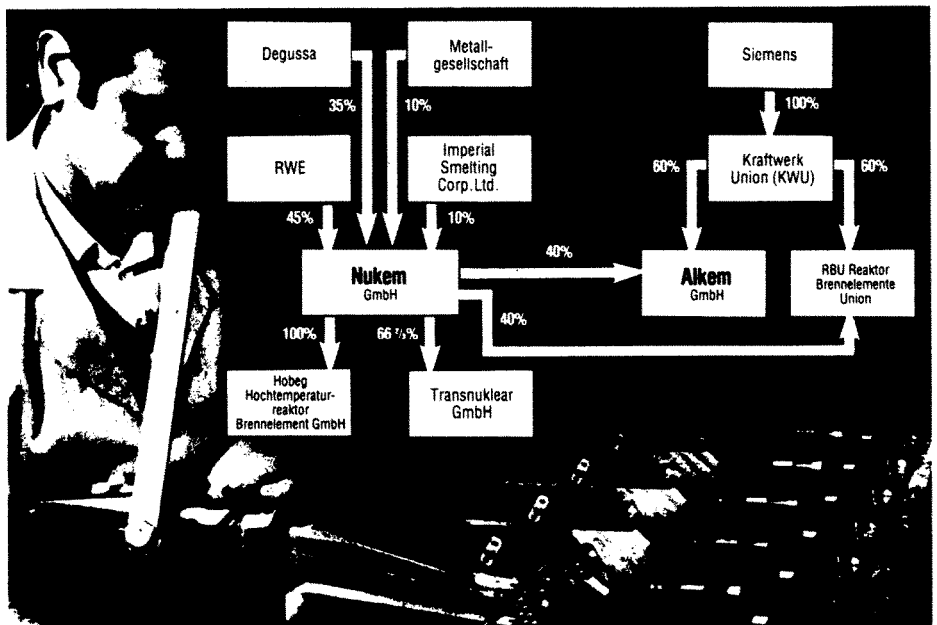 Degussa
Metall-
gesellschaft
Siemens
35%
10%
100%
RWE
Imperial
Smelting
Corp. Ltd.
60%
Kraftwerk
Union (KWU)
60%
45%
10%
Nukem
GmbH
40%
Alkem
GmbH
RBU Reaktor
Brennelemente
Union
100%
66 ⅔%
40%
Hobeg
Hochtemperatur-
reaktor
Brennelement GmbH
Transnuklear
GmbH